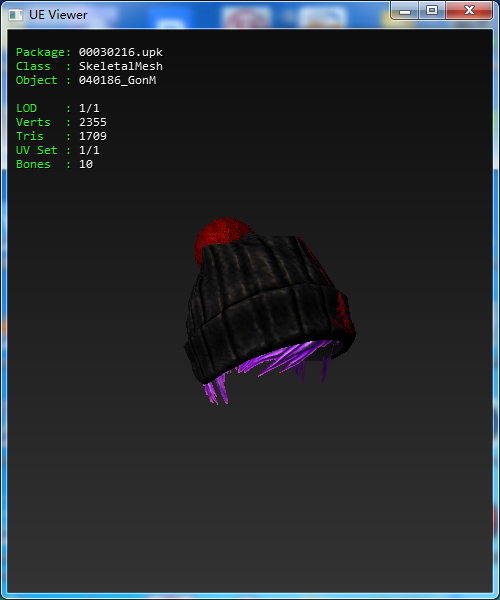 UE Viewer
Package: 00030216.upk
Class : SkeletalMesh
Object : 040186_GonM
LOD : 1/1
Verts : 2355
Tris : 1709
UV Set : 1/1
Bones : 10